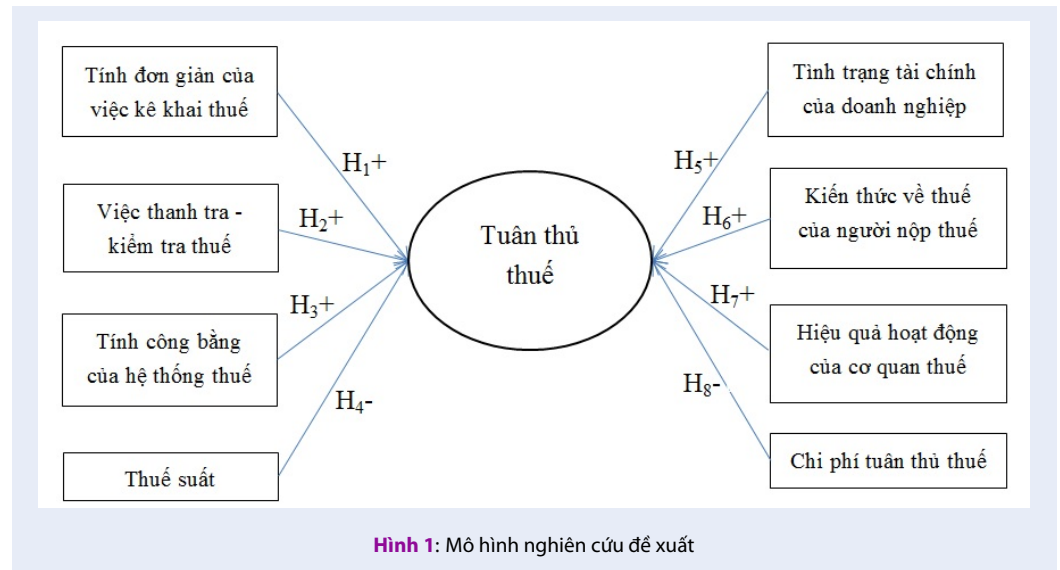 Tính đơn giản của
việc kê khai thuế
Việc thanh tra -
kiểm tra thuế
Tính công bằng
của hệ thống thuế
Thuế suất
H₁+
H₂+
H₃+
H₄-
Tuân thủ
thuế
H₅+
H₆+
H₇+
H₈-
Tình trạng tài chính
của doanh nghiệp
Kiến thức về thuế
của người nộp thuế
Hiệu quả hoạt động
của cơ quan thuế
Chi phí tuân thủ thuế
Hình 1: Mô hình nghiên cứu đề xuất